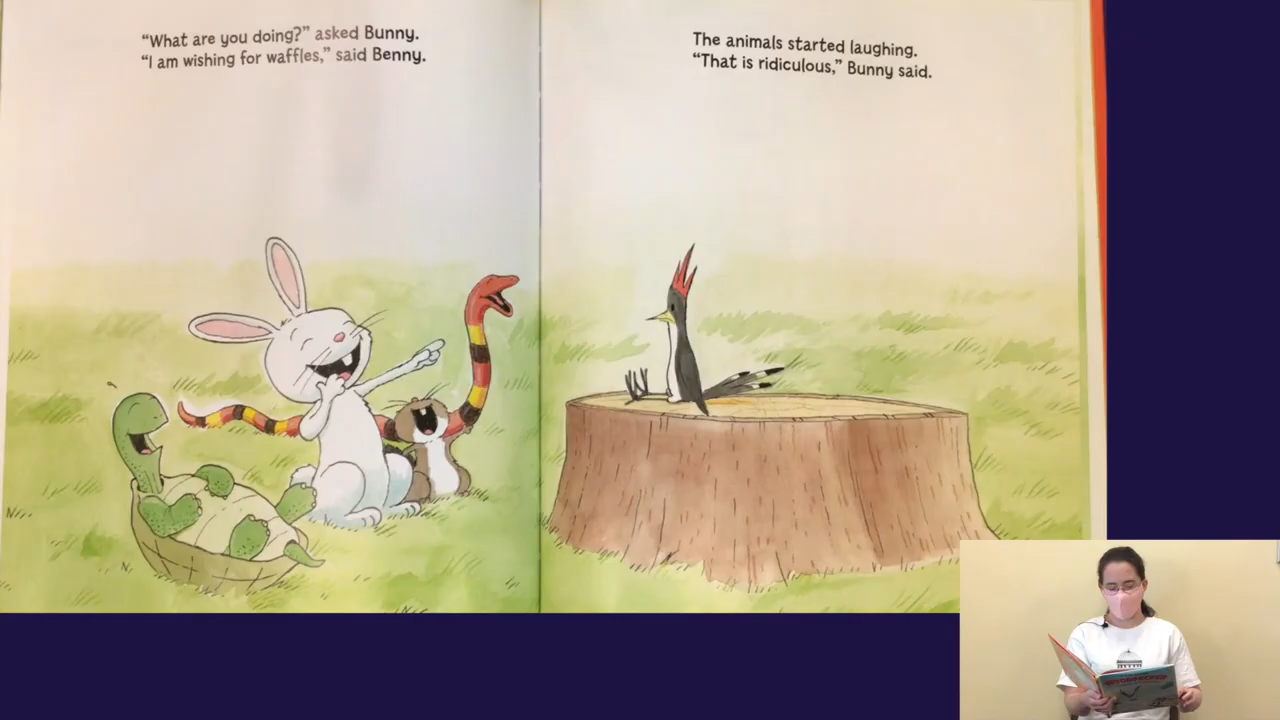 “What are you doing?” asked Bunny.
“I am wishing for waffles,” said Benny.
The animals started laughing.
“That is ridiculous,” Bunny said.